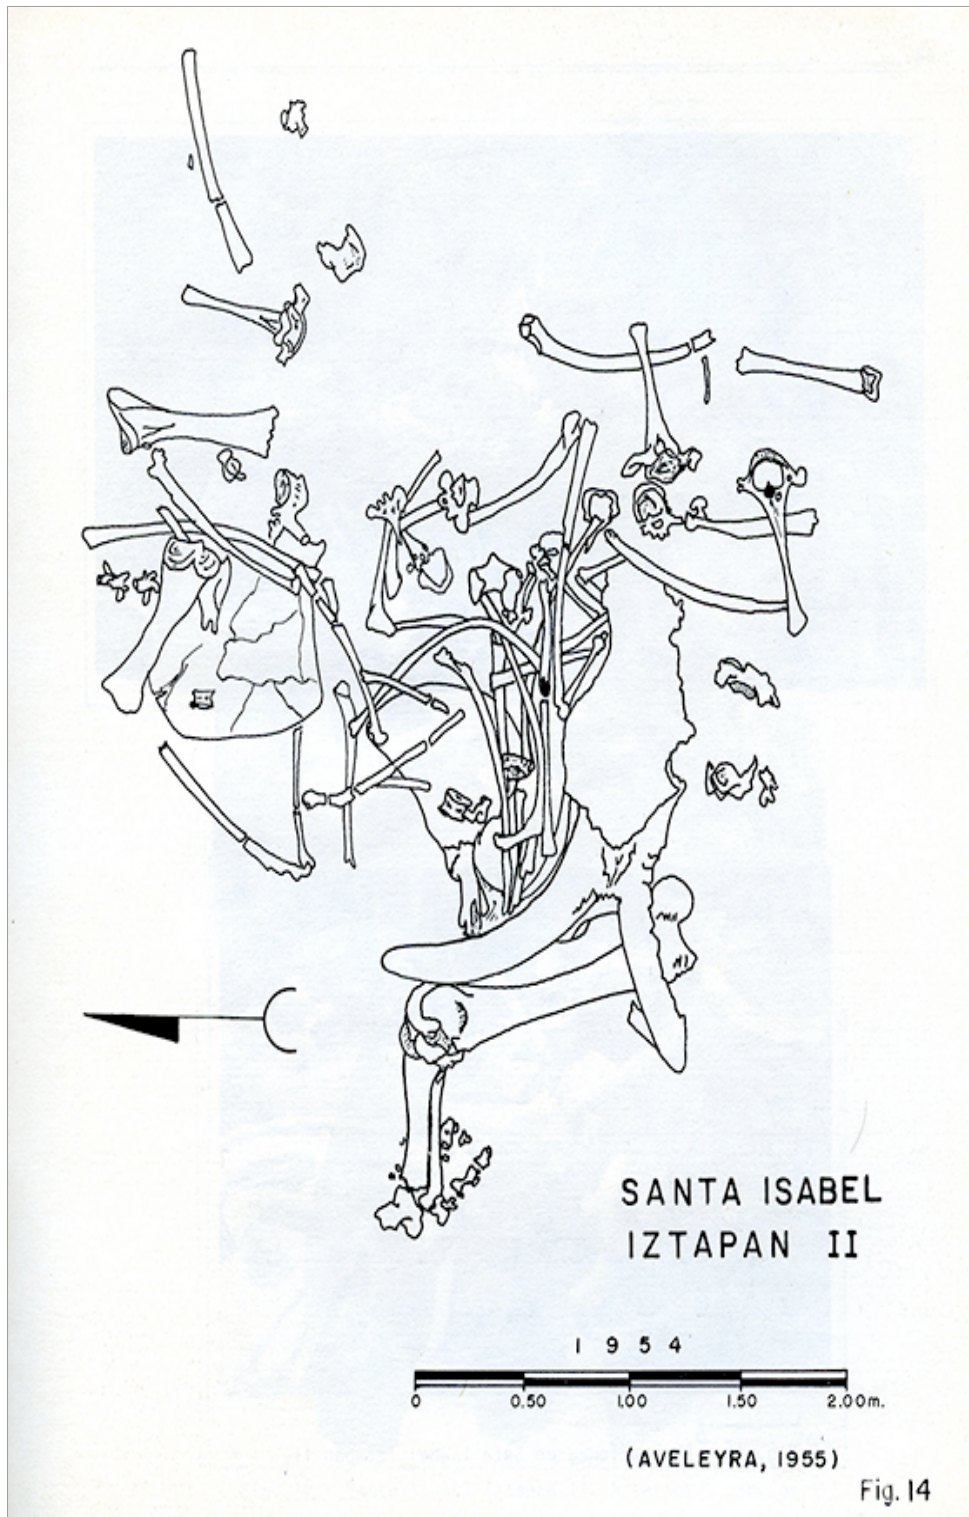 SANTA ISABEL
IZTAPAN II
1954
0 0.50 1.00 1.50 2.00m.
(AVELEYRA, 1955)
Fig. 14